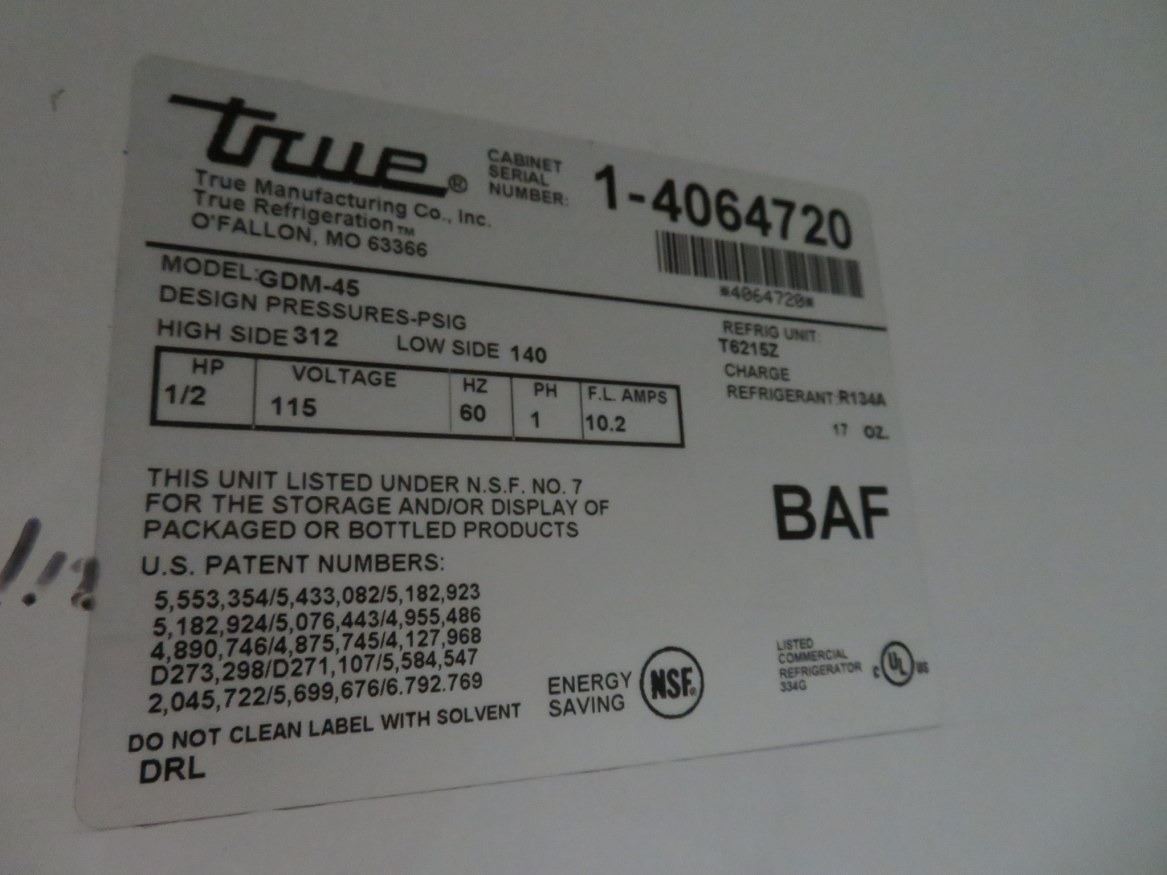 true®
CABINET
SERIAL
NUMBER:
1-4064720
*4064720*
True Manufacturing Co., Inc.
True Refrigeration™
O'FALLON, MO 63366
MODEL:GDM-45
DESIGN PRESSURES-PSIG
HIGH SIDE 312 LOW SIDE 140
REFRIG UNIT:
T6215Z
CHARGE
REFRIGERANT:R134A
17 OZ.
HP VOLTAGE HZ PH F.L. AMPS
1/2 115 60 1 10.2
THIS UNIT LISTED UNDER N.S.F. NO. 7
FOR THE STORAGE AND/OR DISPLAY OF
PACKAGED OR BOTTLED PRODUCTS
BAF
U.S. PATENT NUMBERS:
5,553,354/5,433,082/5,182,923
5,182,924/5,076,443/4,955,486
4,890,746/4,875,745/4,127,968
D273,298/D271,107/5,584,547
2,045,722/5,699,676/6.792.769
ENERGY
SAVING
NSF®
LISTED
COMMERCIAL
REFRIGERATOR
334G
C UL US
DO NOT CLEAN LABEL WITH SOLVENT
DRL